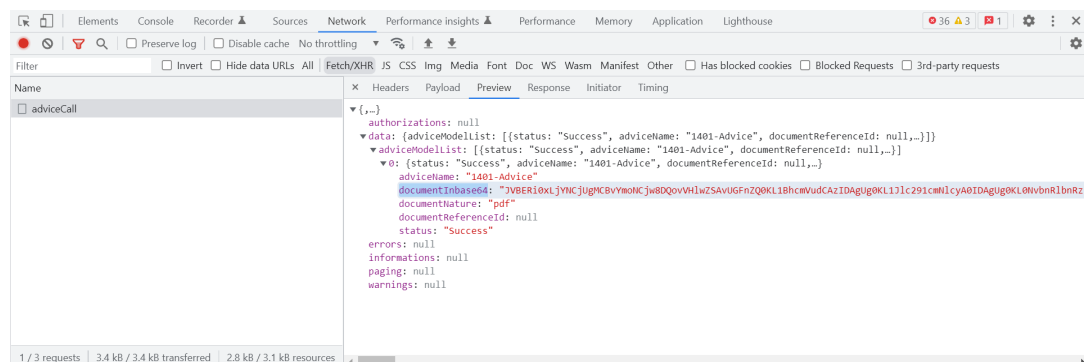 Elements Console Recorder Sources Network Performance insights Performance Memory Application Lighthouse 36 3 1
Preserve log Disable cache No throttling
Filter Invert Hide data URLs All Fetch/XHR JS CSS Img Media Font Doc WS Wasm Manifest Other Has blocked cookies Blocked Requests 3rd-party requests
Name Headers Payload Preview Response Initiator Timing
adviceCall
{,…}
authorizations: null
data: {adviceModelList: [{status: "Success", adviceName: "1401-Advice", documentReferenceId: null,…}]}
adviceModelList: [{status: "Success", adviceName: "1401-Advice", documentReferenceId: null,…}]
0: {status: "Success", adviceName: "1401-Advice", documentReferenceId: null,…}
adviceName: "1401-Advice"
documentInbase64: "JVBERi0xLjYNCjUgMCBvYmoNCjw8DQovVHlwZSAvUGFnZQ0KL1BhcmVudCAzIDAgUg0KL1Jlc291cmNlcyA0IDAgUg0KL0NvbnRlbnRz
documentNature: "pdf"
documentReferenceId: null
status: "Success"
errors: null
informations: null
paging: null
warnings: null
1 / 3 requests 3.4 kB / 3.4 kB transferred 2.8 kB / 3.1 kB resources